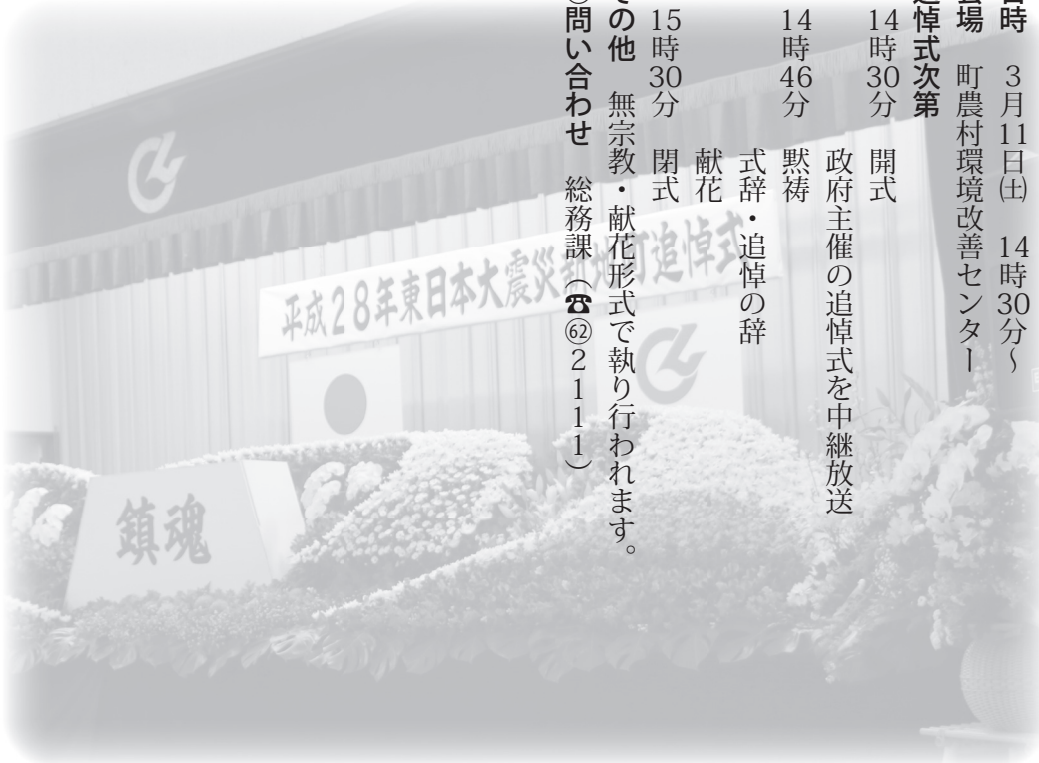 日時　3月11日㈯　14時30分～
会場　町農村環境改善センター
追悼式次第
14時30分　開式
政府主催の追悼式を中継放送
14時46分　黙祷
式辞・追悼の辞
献花
15時30分　閉式
その他　無宗教・献花形式で執り行われます。
問い合わせ　総務課（☎㉖2111）
平成28年東日本大震災新地町追悼式
鎮魂